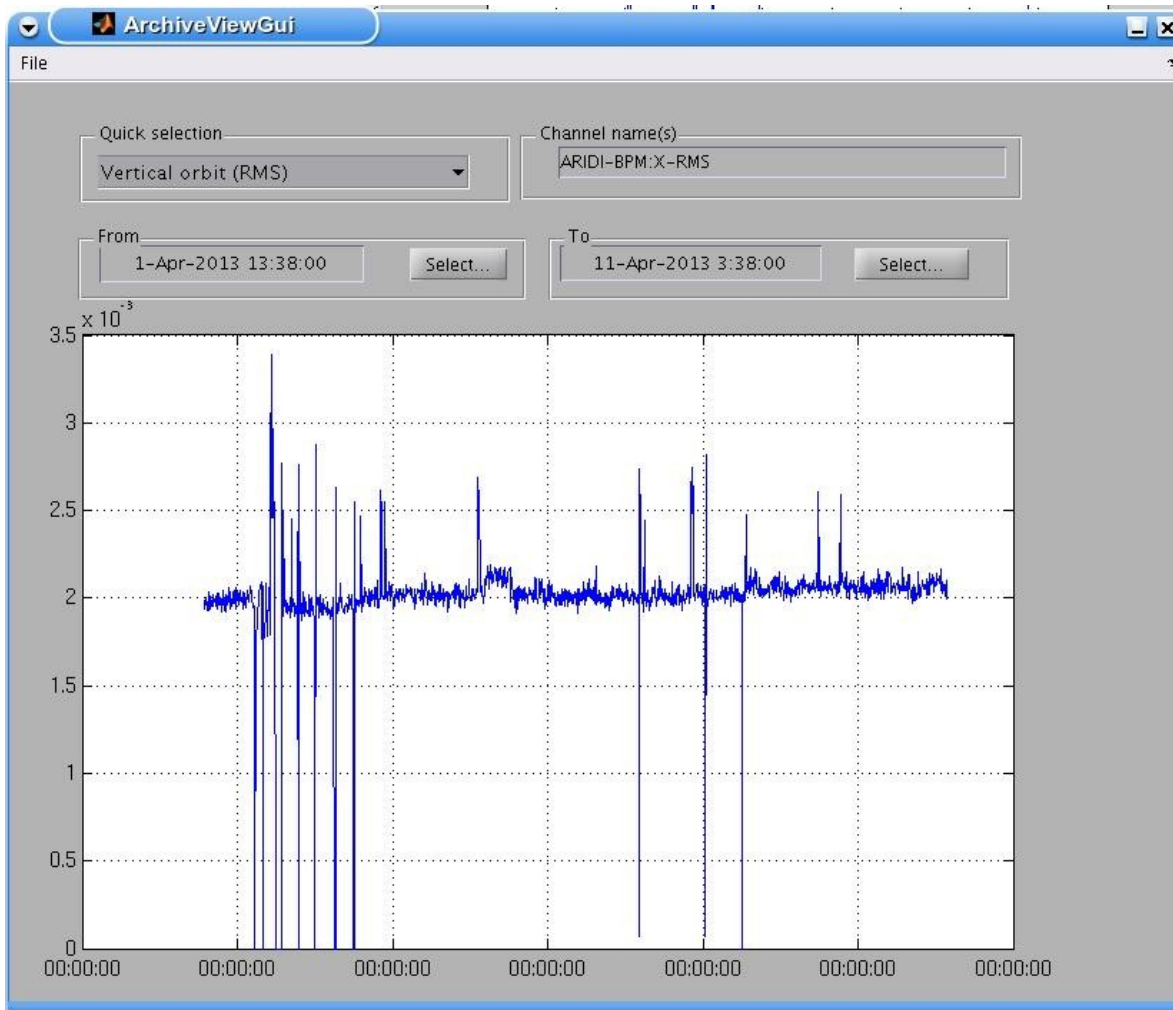 ArchiveViewGui
File
Quick selection
Vertical orbit (RMS)
Channel name(s)
ARIDI-BPM:X-RMS
From
1-Apr-2013 13:38:00
Select...
To
11-Apr-2013 3:38:00
Select...
x 10⁻³
3.5
3
2.5
2
1.5
1
0.5
0
00:00:00 00:00:00 00:00:00 00:00:00 00:00:00 00:00:00 00:00:00